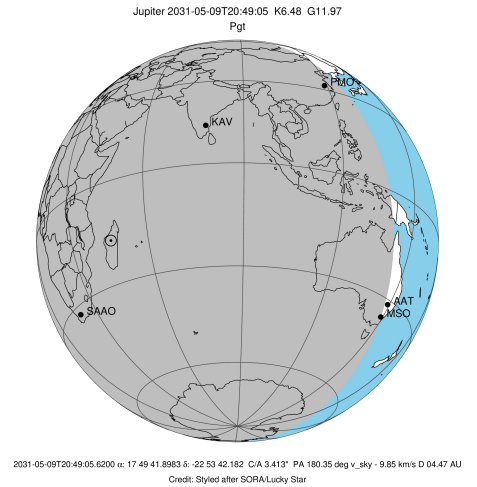 Jupiter 2031-05-09T20:49:05 K6.48 G11.97
Pgt
PMO
KAV
SAAO
AAT
MSO
2031-05-09T20:49:05.6200 α: 17 49 41.8983 δ: -22 53 42.182 C/A 3.413" PA 180.35 deg v_sky - 9.85 km/s D 04.47 AU
Credit: Styled after SORA/Lucky Star